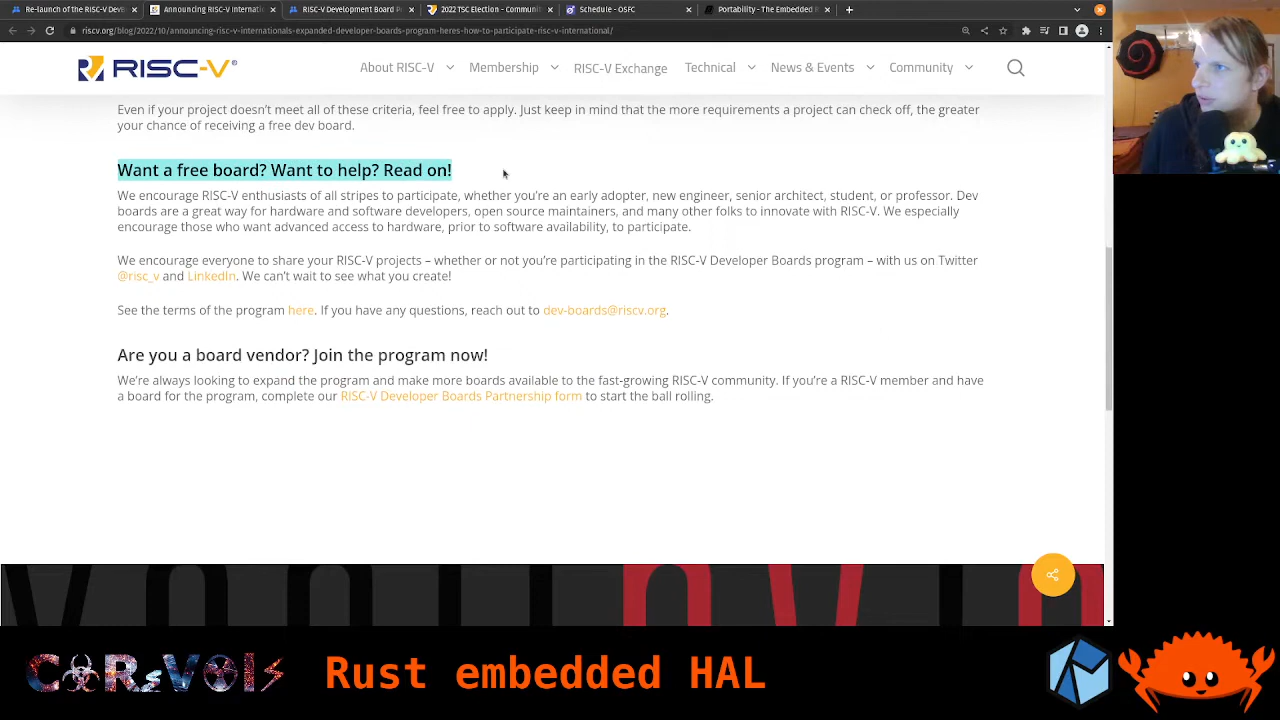 Re-launch of the RISC-V Dev
Announcing RISC-V Internatio
RISC-V Development Board P
2022 TSC Election - Communit
Schedule - OSFC
Portability - The Embedded R
riscv.org/blog/2022/10/announcing-risc-v-internationals-expanded-developer-boards-program-heres-how-to-participate-risc-v-international/
RISC-V®
About RISC-V
Membership
RISC-V Exchange
Technical
News & Events
Community
Even if your project doesn't meet all of these criteria, feel free to apply. Just keep in mind that the more requirements a project can check off, the greater
your chance of receiving a free dev board.
Want a free board? Want to help? Read on!
We encourage RISC-V enthusiasts of all stripes to participate, whether you're an early adopter, new engineer, senior architect, student, or professor. Dev
boards are a great way for hardware and software developers, open source maintainers, and many other folks to innovate with RISC-V. We especially
encourage those who want advanced access to hardware, prior to software availability, to participate.
We encourage everyone to share your RISC-V projects – whether or not you're participating in the RISC-V Developer Boards program – with us on Twitter
@risc_v and LinkedIn. We can't wait to see what you create!
See the terms of the program here. If you have any questions, reach out to dev-boards@riscv.org.
Are you a board vendor? Join the program now!
We're always looking to expand the program and make more boards available to the fast-growing RISC-V community. If you're a RISC-V member and have
a board for the program, complete our RISC-V Developer Boards Partnership form to start the ball rolling.
Rust embedded HAL